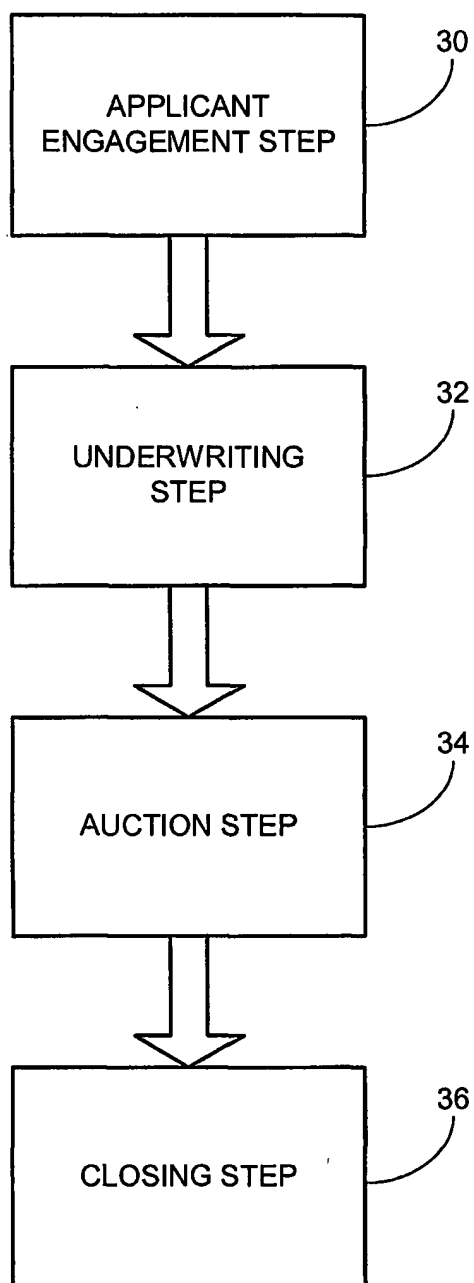 30
APPLICANT
ENGAGEMENT STEP
32
UNDERWRITING
STEP
34
AUCTION STEP
36
CLOSING STEP